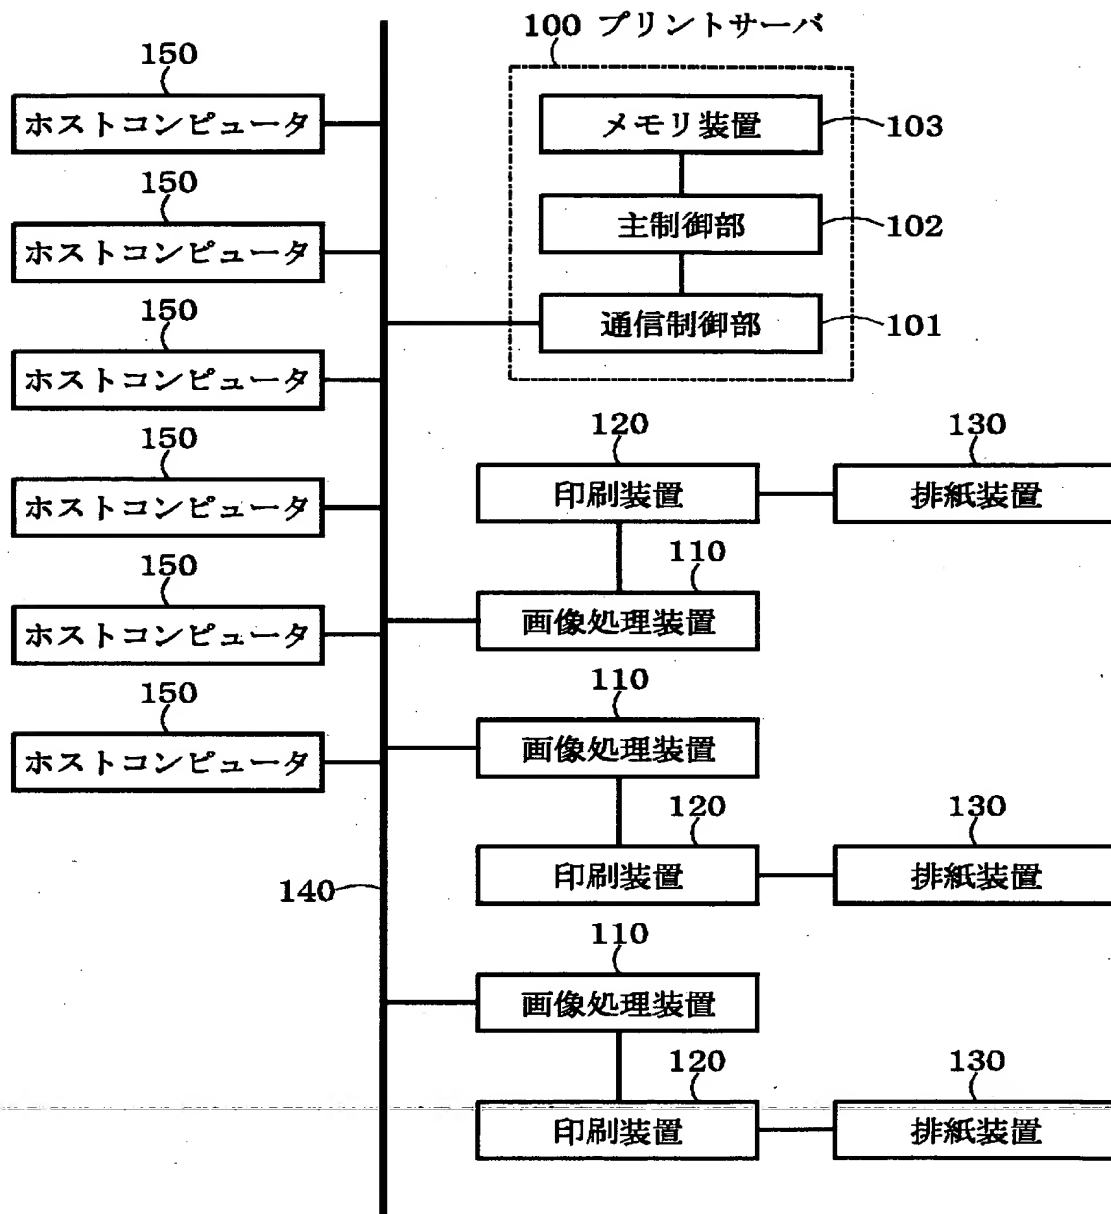 100 プリントサーバ
150
ホストコンピュータ
メモリ装置
103
150
ホストコンピュータ
主制御部
102
150
ホストコンピュータ
通信制御部
101
150
ホストコンピュータ
120
印刷装置
130
排紙装置
110
画像処理装置
150
ホストコンピュータ
150
ホストコンピュータ
110
画像処理装置
120
印刷装置
130
排紙装置
140
110
画像処理装置
120
印刷装置
130
排紙装置